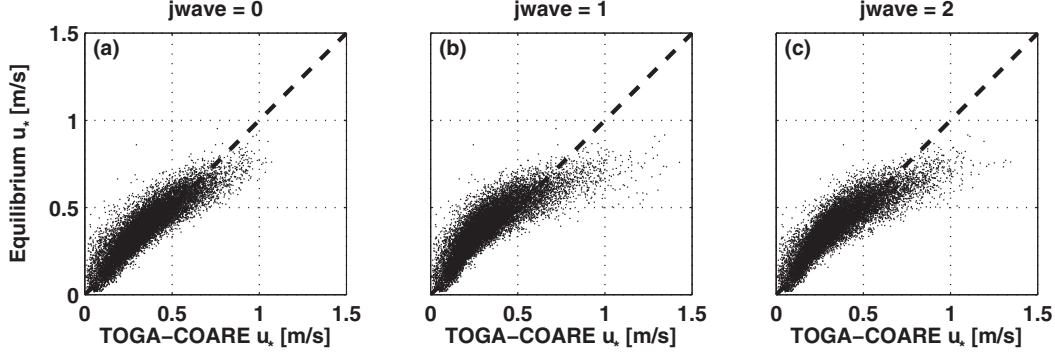 jwave = 0
jwave = 1
jwave = 2
(a)
(b)
(c)
Equilibrium u* [m/s]
1.5
1
0.5
0
0 0.5 1 1.5
0 0.5 1 1.5
0 0.5 1 1.5
TOGA−COARE u* [m/s]
TOGA−COARE u* [m/s]
TOGA−COARE u* [m/s]